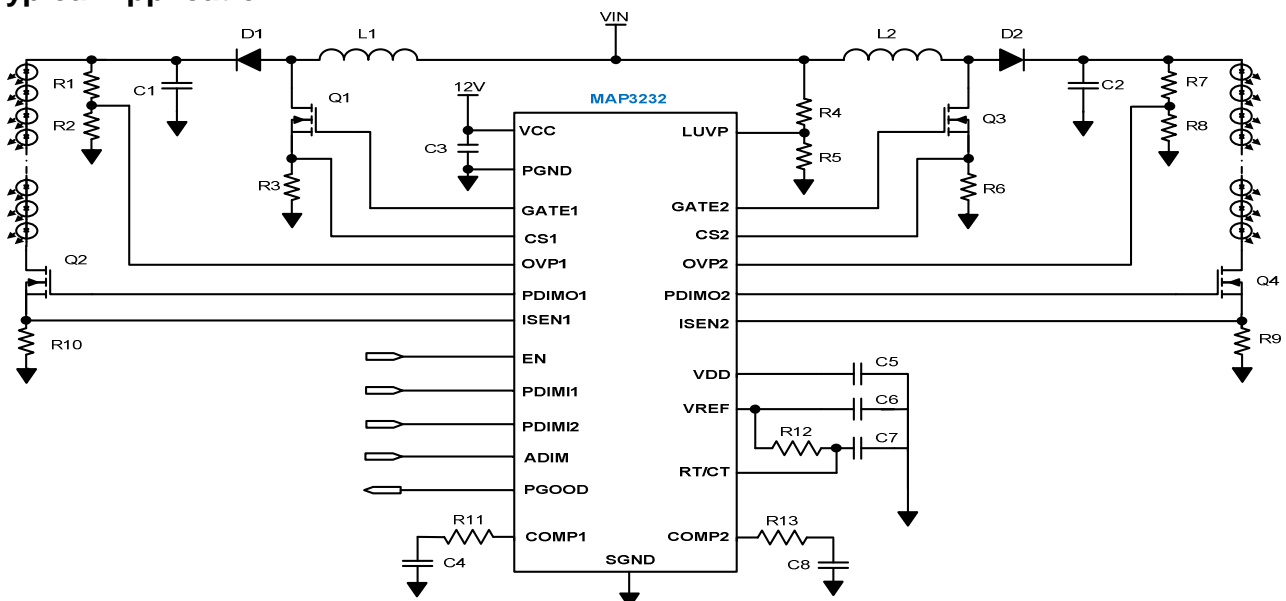 VIN
D1
L1
L2
D2
R1
C1
Q1
12V
MAP3232
R4
Q3
C2
R7
R2
C3
VCC
LUVP
R5
R8
PGND
R3
R6
GATE1
GATE2
CS1
CS2
Q2
OVP1
OVP2
Q4
PDIMO1
PDIMO2
ISEN1
ISEN2
R10
R9
EN
VDD
C5
PDIMI1
VREF
C6
PDIMI2
R12
C7
ADIM
RT/CT
PGOOD
R11
COMP1
COMP2
R13
C4
SGND
C8